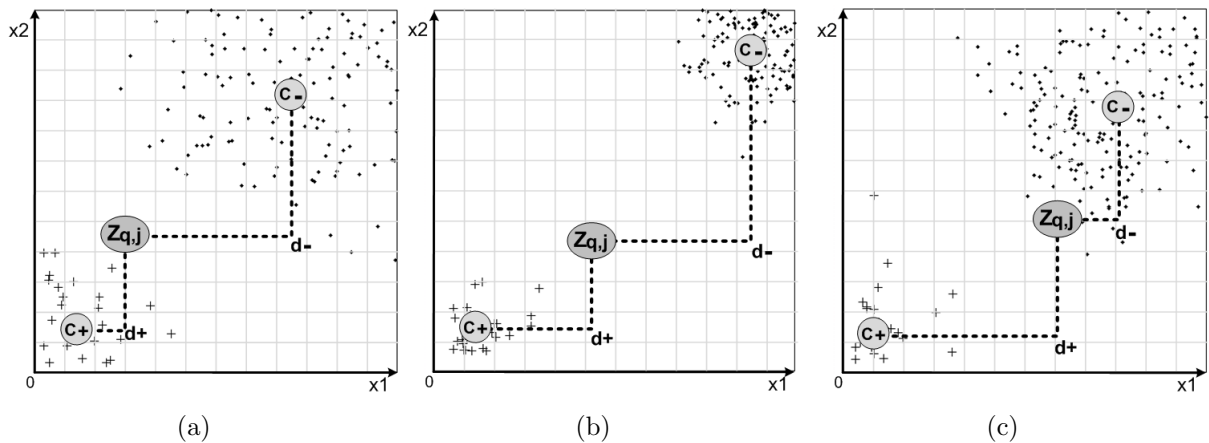 x2
C-
Zq,j
d-
C+
d+
0
x1
(a)
x2
C-
Zq,j
d-
C+
d+
0
x1
(b)
x2
C-
Zq,j
d-
C+
d+
0
x1
(c)